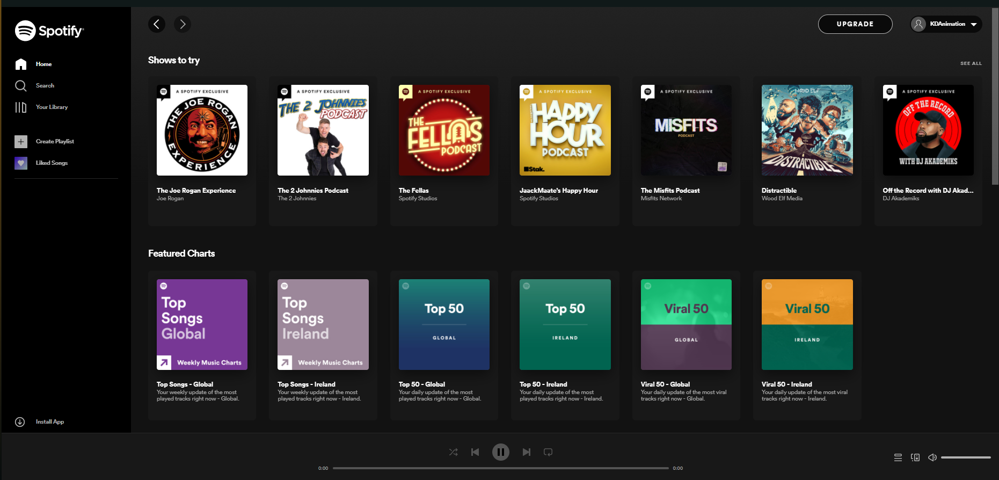 Spotify
Home
Search
Your Library
Create Playlist
Liked Songs
Install App
UPGRADE
KDAnimation
Shows to try
SEE ALL
A SPOTIFY EXCLUSIVE
THE JOE ROGAN
EXPERIENCE
The Joe Rogan Experience
Joe Rogan
A SPOTIFY EXCLUSIVE
THE 2 JOHNNIES
PODCAST
The 2 Johnnies Podcast
The 2 Johnnies
A SPOTIFY EXCLUSIVE
THE
FELLAS
PODCAST
The Fellas
Spotify Studios
A SPOTIFY EXCLUSIVE
HAPPY
HOUR
PODCAST
Stak.
JaackMaate's Happy Hour
Spotify Studios
A SPOTIFY EXCLUSIVE
MISFITS
PODCAST
The Misfits Podcast
Misfits Network
WOOD ELF
DISTRACTIBLE
Distractible
Wood Elf Media
A SPOTIFY EXCLUSIVE
OFF THE RECORD
WITH DJ AKADEMIKS
Off the Record with DJ Akad...
DJ Akademiks
Featured Charts
Top
Songs
Global
Weekly Music Charts
Top Songs - Global
Your weekly update of the most
played tracks right now - Global.
Top
Songs
Ireland
Weekly Music Charts
Top Songs - Ireland
Your weekly update of the most
played tracks right now - Ireland.
Top 50
GLOBAL
Top 50 - Global
Your daily update of the most
played tracks right now - Global.
Top 50
IRELAND
Top 50 - Ireland
Your daily update of the most
played tracks right now - Ireland.
Viral 50
GLOBAL
Viral 50 - Global
Your daily update of the most viral
tracks right now - Global.
Viral 50
IRELAND
Viral 50 - Ireland
Your daily update of the most viral
tracks right now - Ireland.
0:00
0:00